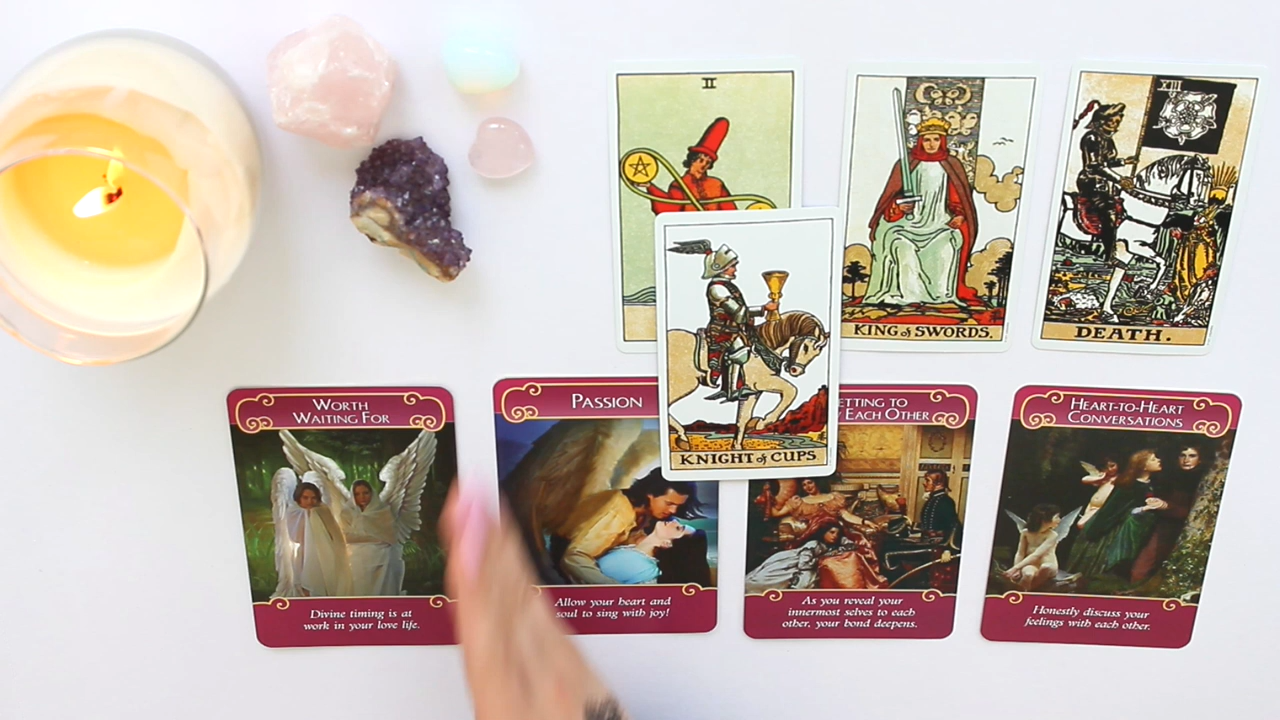 II
KING of SWORDS.
XIII
DEATH.
KNIGHT of CUPS.
WORTH
WAITING FOR
Divine timing is at
work in your love life.
PASSION
Allow your heart and
soul to sing with joy!
ETTING TO
EACH OTHER
As you reveal your
innermost selves to each
other, your bond deepens.
HEART-TO-HEART
CONVERSATIONS
Honestly discuss your
feelings with each other.